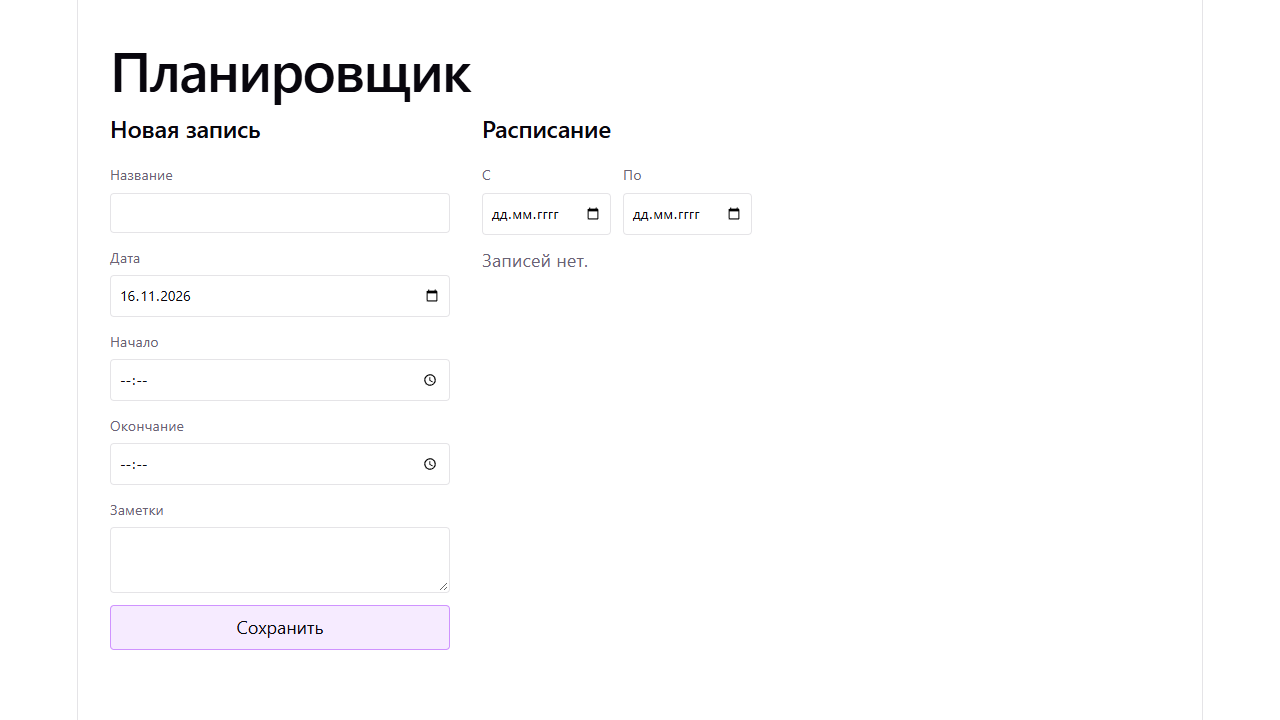 Планировщик
Новая запись
Название
Дата
16.11.2026
Начало
--:--
Окончание
--:--
Заметки
Сохранить
Расписание
С По
дд.мм.гггг дд.мм.гггг
Записей нет.